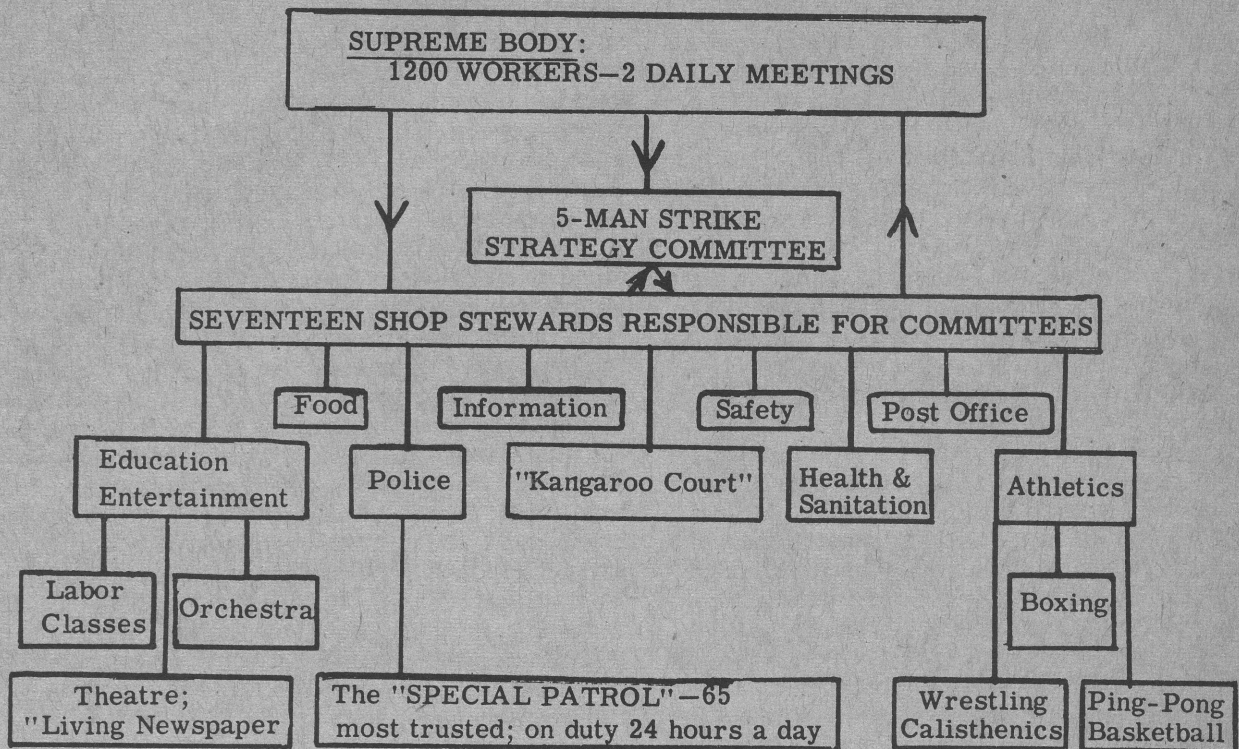 SUPREME BODY:
1200 WORKERS—2 DAILY MEETINGS
5-MAN STRIKE
STRATEGY COMMITTEE
SEVENTEEN SHOP STEWARDS RESPONSIBLE FOR COMMITTEES
Food
Information
Safety
Post Office
Education
Entertainment
Police
"Kangaroo Court"
Health &
Sanitation
Athletics
Labor
Classes
Orchestra
Boxing
Theatre;
"Living Newspaper
The "SPECIAL PATROL"—65
most trusted; on duty 24 hours a day
Wrestling
Calisthenics
Ping-Pong
Basketball